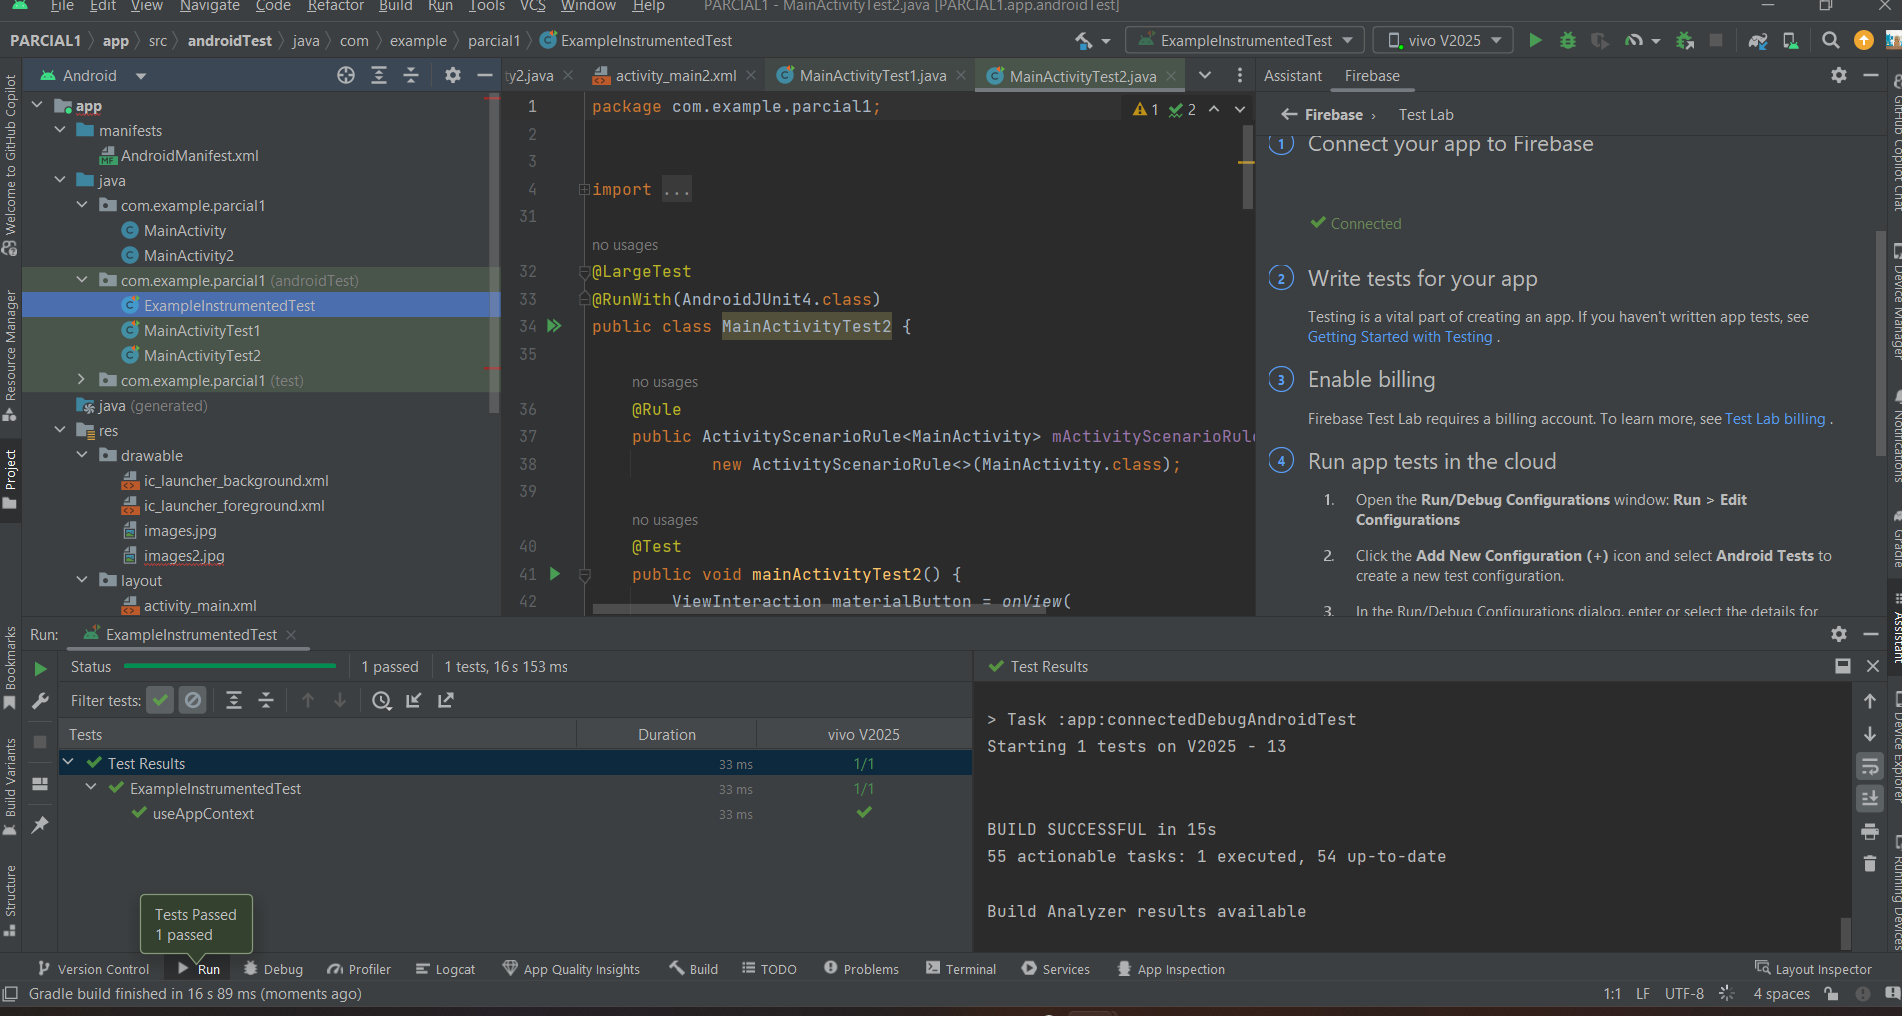 File Edit View Navigate Code Refactor Build Run Tools VCS Window Help PARCIAL1 - MainActivityTest2.java [PARCIAL1.app.androidTest]
PARCIAL1 app src androidTest java com example parcial1 ExampleInstrumentedTest
ExampleInstrumentedTest
vivo V2025
Android
ty2.java activity_main2.xml MainActivityTest1.java MainActivityTest2.java
Assistant Firebase
app
manifests
AndroidManifest.xml
java
com.example.parcial1
MainActivity
MainActivity2
com.example.parcial1 (androidTest)
ExampleInstrumentedTest
MainActivityTest1
MainActivityTest2
com.example.parcial1 (test)
java (generated)
res
drawable
ic_launcher_background.xml
ic_launcher_foreground.xml
images.jpg
images2.jpg
layout
activity_main.xml
1 package com.example.parcial1;
1 2
2
3
4 import ...
31
no usages
32 @LargeTest
33 @RunWith(AndroidJUnit4.class)
34 public class MainActivityTest2 {
35
no usages
36 @Rule
37 public ActivityScenarioRule<MainActivity> mActivityScenarioRule
38 new ActivityScenarioRule<>(MainActivity.class);
39
no usages
40 @Test
41 public void mainActivityTest2() {
42 ViewInteraction materialButton = onView(
Firebase › Test Lab
1 Connect your app to Firebase
Connected
2 Write tests for your app
Testing is a vital part of creating an app. If you haven't written app tests, see
Getting Started with Testing .
3 Enable billing
Firebase Test Lab requires a billing account. To learn more, see Test Lab billing .
4 Run app tests in the cloud
1. Open the Run/Debug Configurations window: Run > Edit
Configurations
2. Click the Add New Configuration (+) icon and select Android Tests to
create a new test configuration.
3. In the Run/Debug Configurations dialog, enter or select the details for
Welcome to GitHub Copilot
Resource Manager
Project
Bookmarks
Build Variants
Structure
GitHub Copilot Chat
Device Manager
Notifications
Gradle
Assistant
Device Explorer
Running Devices
Run: ExampleInstrumentedTest
Status 1 passed 1 tests, 16 s 153 ms
Filter tests:
Tests Duration vivo V2025
Test Results 33 ms 1/1
ExampleInstrumentedTest 33 ms 1/1
useAppContext 33 ms
Test Results
> Task :app:connectedDebugAndroidTest
Starting 1 tests on V2025 - 13
BUILD SUCCESSFUL in 15s
55 actionable tasks: 1 executed, 54 up-to-date
Build Analyzer results available
Tests Passed
1 passed
Version Control Run Debug Profiler Logcat App Quality Insights Build TODO Problems Terminal Services App Inspection Layout Inspector
Gradle build finished in 16 s 89 ms (moments ago)
1:1 LF UTF-8 4 spaces